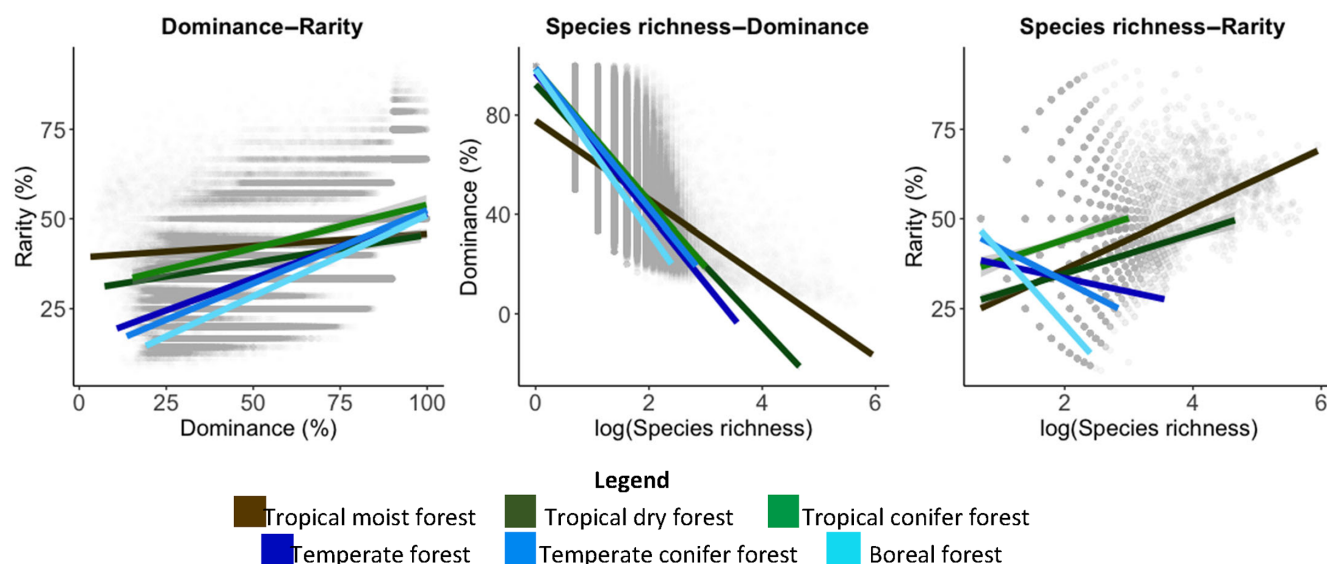 Dominance–Rarity
Rarity (%)
75
50
25
0 25 50 75 100
Dominance (%)
Species richness–Dominance
Dominance (%)
80
40
0
0 2 4 6
log(Species richness)
Species richness–Rarity
Rarity (%)
75
50
25
2 4 6
log(Species richness)
Legend
Tropical moist forest Tropical dry forest Tropical conifer forest
Temperate forest Temperate conifer forest Boreal forest